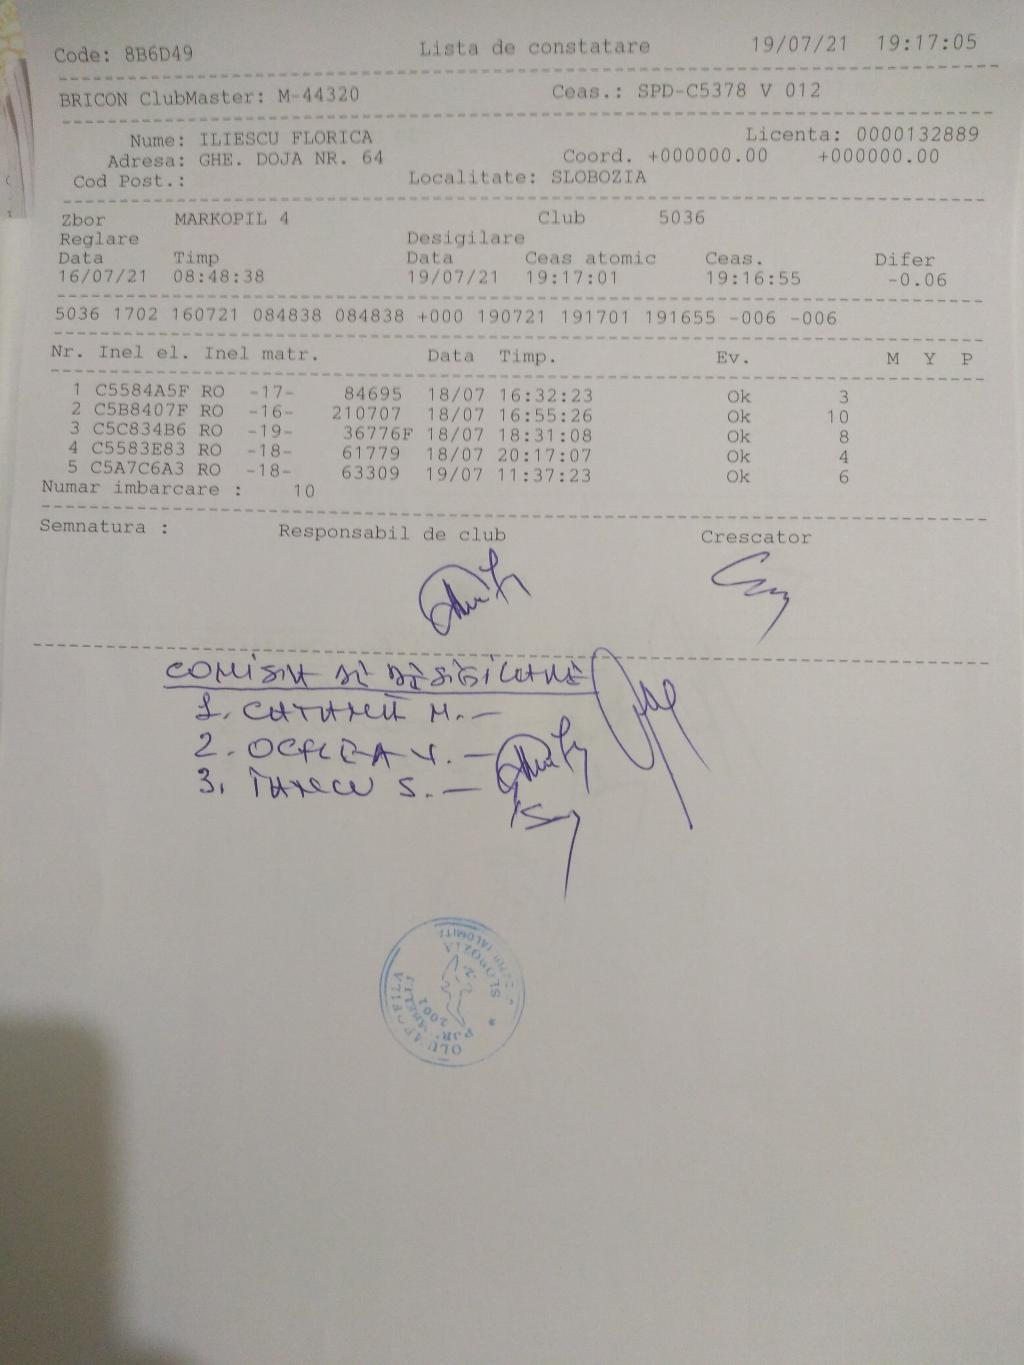 Code: 8B6D49 Lista de constatare 19/07/21 19:17:05
BRICON ClubMaster: M-44320 Ceas.: SPD-C5378 V 012
Nume: ILIESCU FLORICA Licenta: 0000132889
Adresa: GHE. DOJA NR. 64 Coord. +000000.00 +000000.00
Cod Post.: Localitate: SLOBOZIA
Zbor MARKOPIL 4 Club 5036
Reglare Desigilare
Data Timp Data Ceas atomic Ceas. Difer
16/07/21 08:48:38 19/07/21 19:17:01 19:16:55 -0.06
5036 1702 160721 084838 084838 +000 190721 191701 191655 -006 -006
Nr. Inel el. Inel matr. Data Timp. Ev. M Y P
1 C5584A5F RO -17- 84695 18/07 16:32:23 Ok 3
2 C5B8407F RO -16- 210707 18/07 16:55:26 Ok 10
3 C5C834B6 RO -19- 36776F 18/07 18:31:08 Ok 8
4 C5583E83 RO -18- 61779 18/07 20:17:07 Ok 4
5 C5A7C6A3 RO -18- 63309 19/07 11:37:23 Ok 6
Numar imbarcare : 10
Semnatura : Responsabil de club Crescator
COMISIA DE DESIGILARE
1. M. —
2. V. —
3. S. —
SLOBOZIA
2002